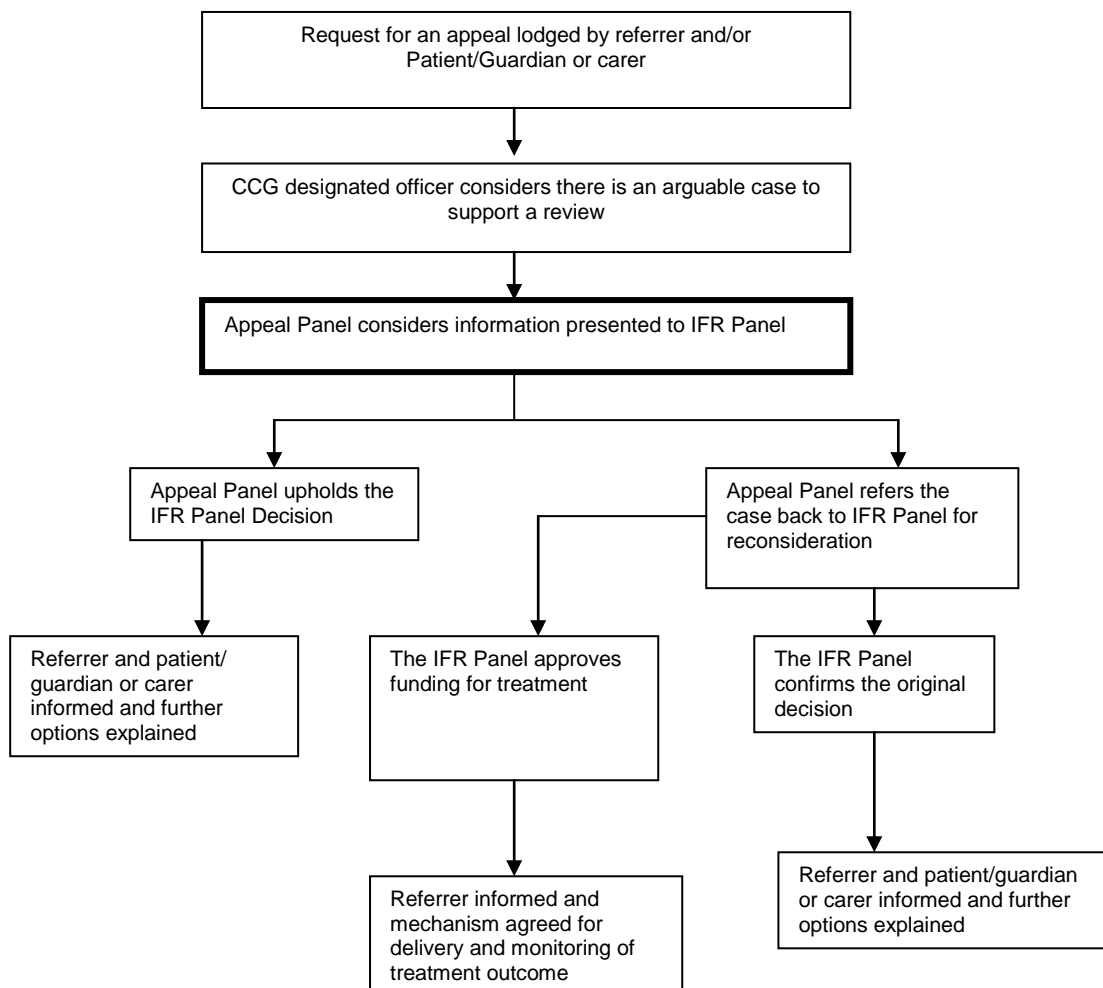 Request for an appeal lodged by referrer and/or
Patient/Guardian or carer
CCG designated officer considers there is an arguable case to
support a review
Appeal Panel considers information presented to IFR Panel
Appeal Panel upholds the
IFR Panel Decision
Appeal Panel refers the
case back to IFR Panel for
reconsideration
Referrer and patient/
guardian or carer
informed and further
options explained
The IFR Panel approves
funding for treatment
The IFR Panel
confirms the original
decision
Referrer informed and
mechanism agreed for
delivery and monitoring of
treatment outcome
Referrer and patient/guardian
or carer informed and further
options explained